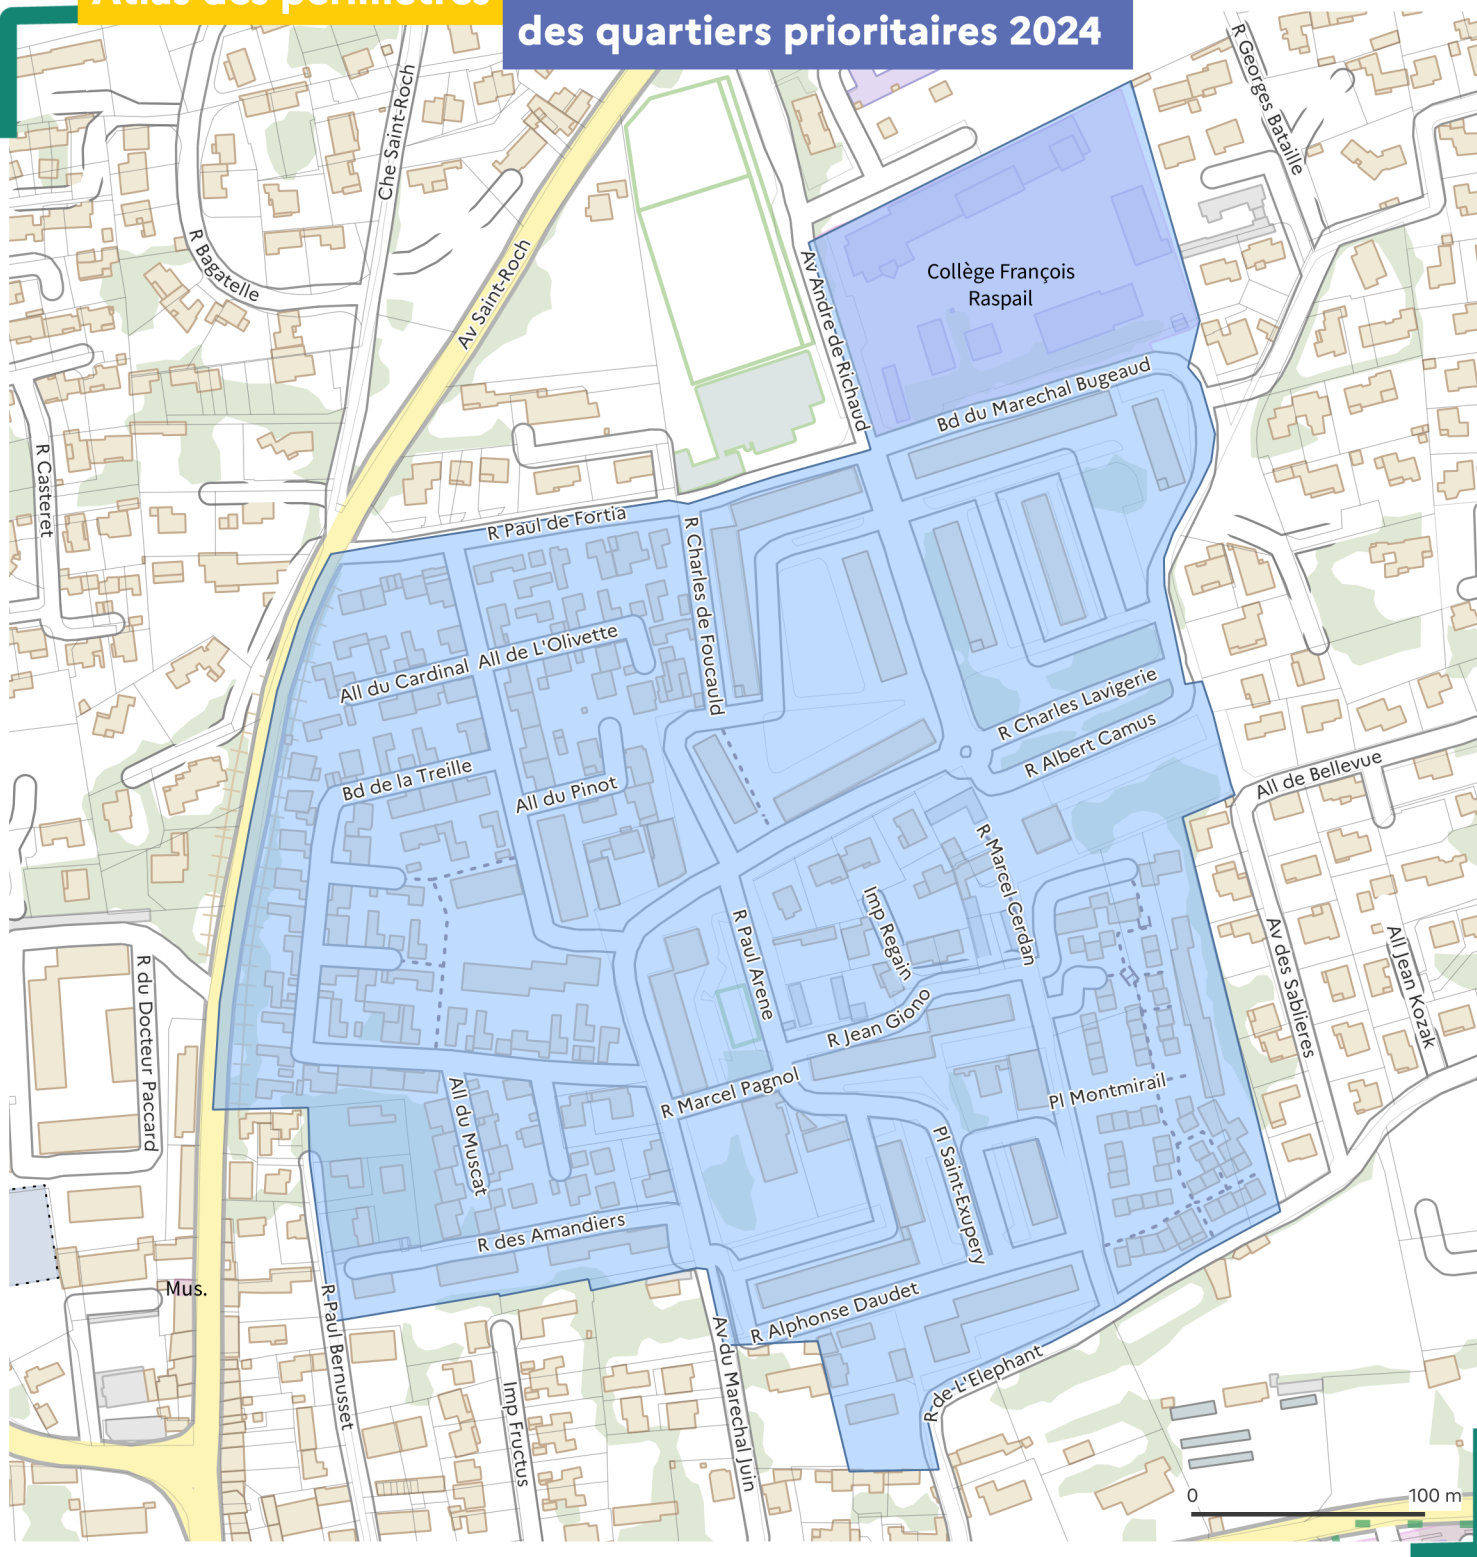 Atlas des périmètres
des quartiers prioritaires 2024
R Georges Bataille
Che Saint-Roch
R Bagatelle
Av Saint-Roch
Av Andre de Richaud
Collège François
Raspail
Bd du Marechal Bugeaud
R Casteret
R Paul de Fortia
R Charles de Foucauld
All du Cardinal
All de L'Olivette
R Charles Lavigerie
R Albert Camus
Bd de la Treille
All du Pinot
All de Bellevue
R Marcel Cerdan
Imp Regain
R Paul Arene
Av des Sablieres
All Jean Kozak
R du Docteur Paccard
R Jean Giono
R Marcel Pagnol
Pl Montmirail
All du Muscat
Pl Saint-Exupery
R des Amandiers
Mus.
R Paul Bernusset
R Alphonse Daudet
Av du Marechal Juin
R de L'Elephant
Imp Fructus
0
100 m